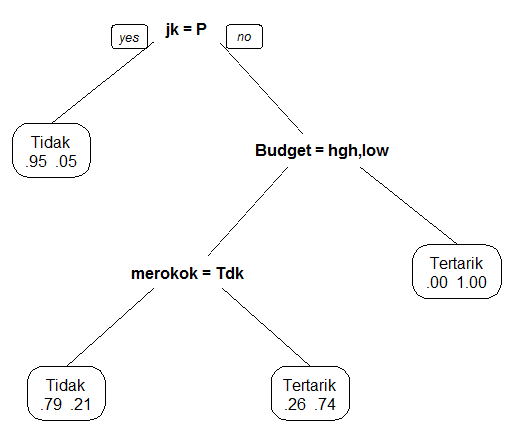 jk = P
yes
no
Tidak
.95 .05
Budget = hgh,low
merokok = Tdk
Tertarik
.00 1.00
Tidak
.79 .21
Tertarik
.26 .74